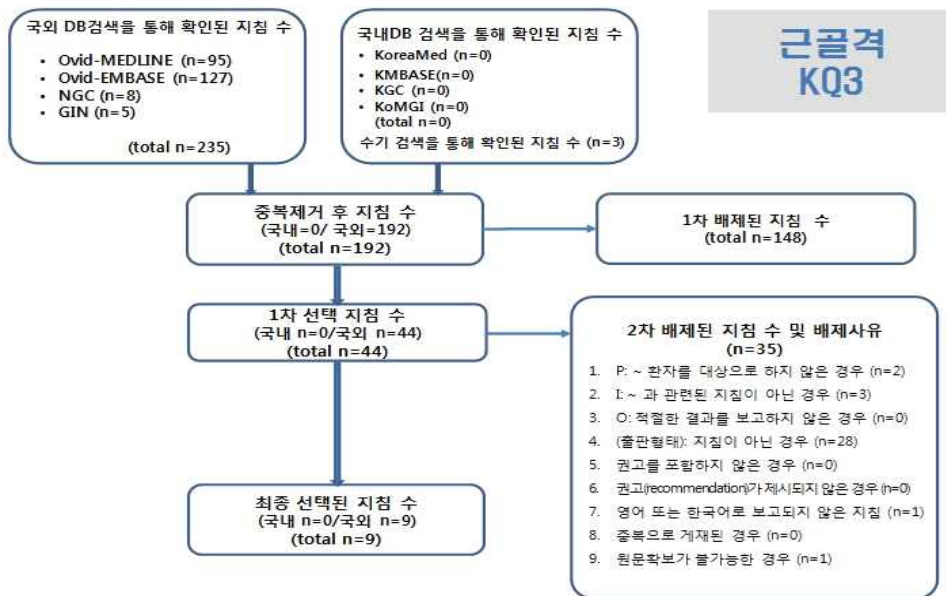 국외 DB검색을 통해 확인된 지침 수
• Ovid-MEDLINE (n=95)
• Ovid-EMBASE (n=127)
• NGC (n=8)
• GIN (n=5)
(total n=235)
국내DB 검색을 통해 확인된 지침 수
• KoreaMed (n=0)
• KMBASE(n=0)
• KGC (n=0)
• KoMGI (n=0)
(total n=0)
수기 검색을 통해 확인된 지침 수 (n=3)
근골격
KQ3
중복제거 후 지침 수
(국내=0/ 국외=192)
(total n=192)
1차 배제된 지침 수
(total n=148)
1차 선택 지침 수
(국내 n=0/국외 n=44)
(total n=44)
2차 배제된 지침 수 및 배제사유
(n=35)
1. P: ~ 환자를 대상으로 하지 않은 경우 (n=2)
2. I: ~ 과 관련된 지침이 아닌 경우 (n=3)
3. O: 적절한 결과를 보고하지 않은 경우 (n=0)
4. (출판형태): 지침이 아닌 경우 (n=28)
5. 권고를 포함하지 않은 경우 (n=0)
6. 권고(recommendation)가 제시되지 않은 경우 (n=0)
7. 영어 또는 한국어로 보고되지 않은 지침 (n=1)
8. 중복으로 게재된 경우 (n=0)
9. 원문확보가 불가능한 경우 (n=1)
최종 선택된 지침 수
(국내 n=0/국외 n=9)
(total n=9)